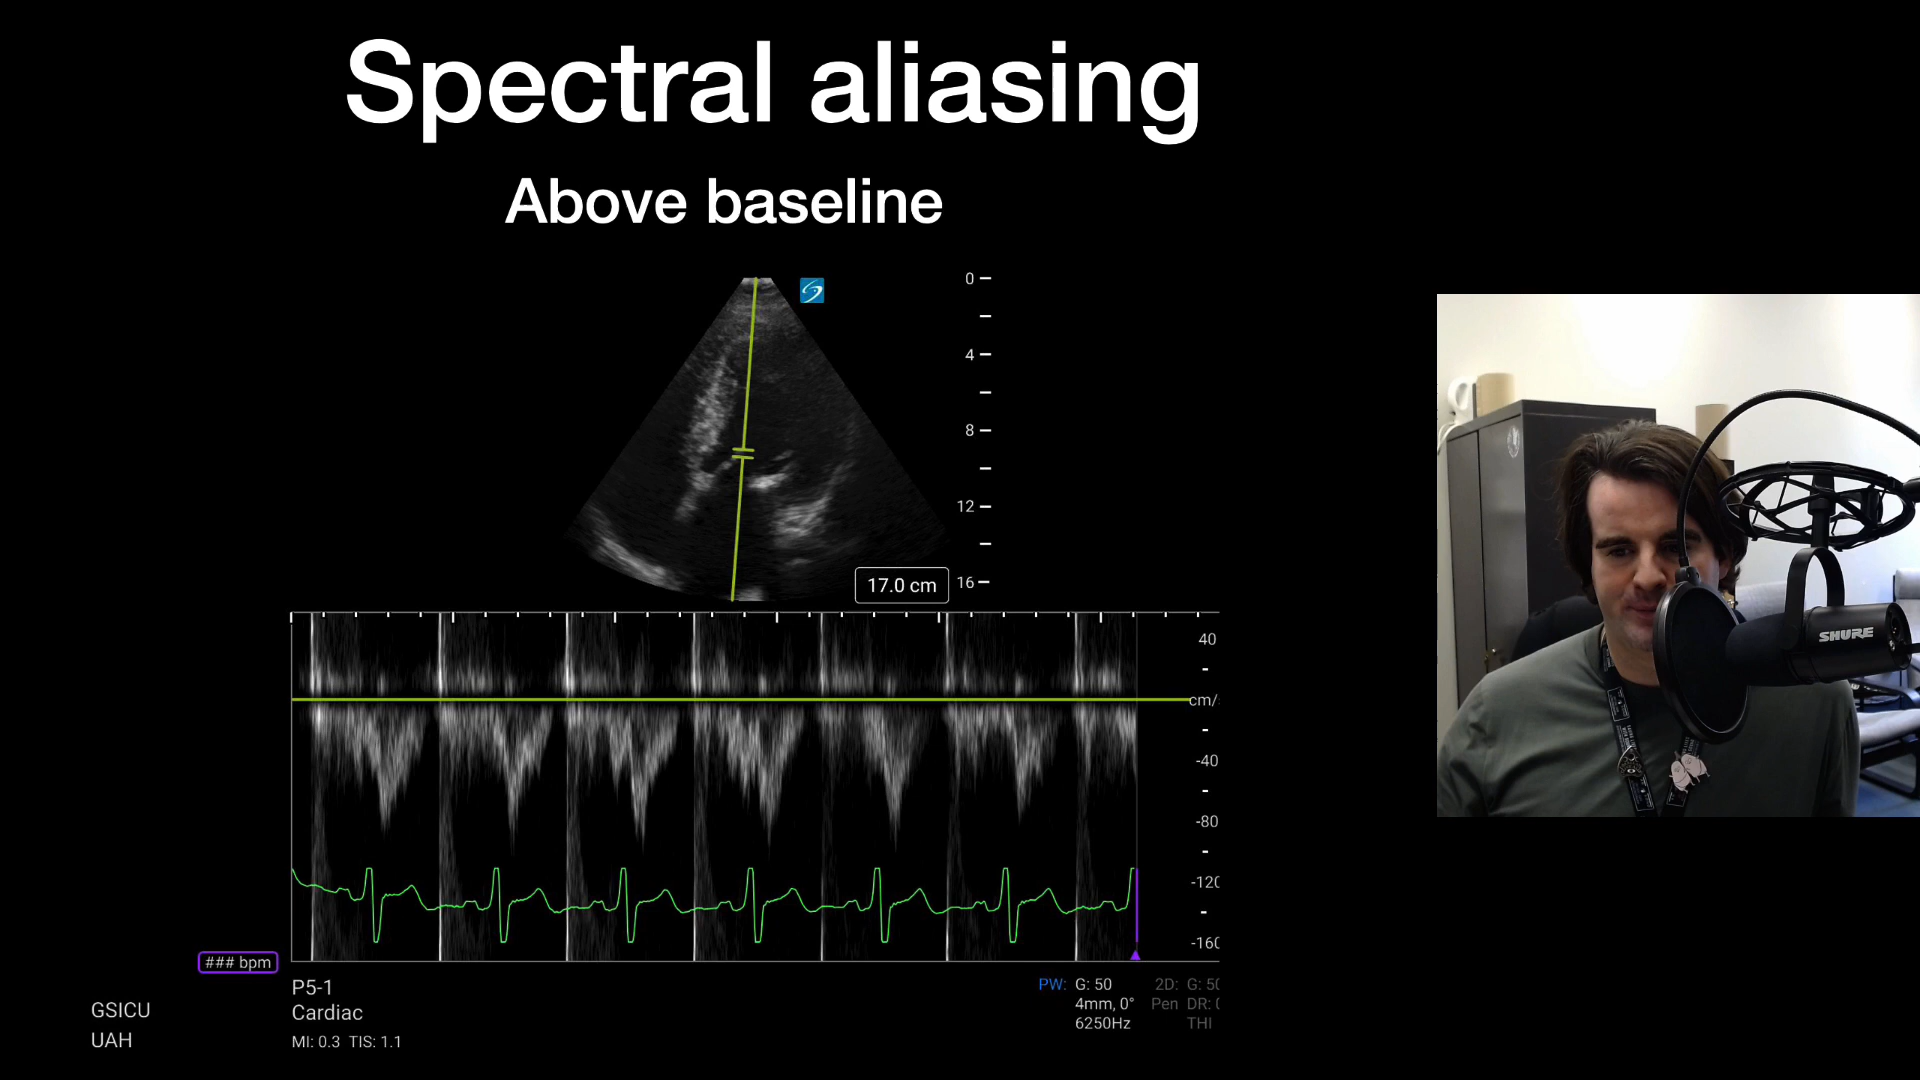 Spectral aliasing
Above baseline
0
4
8
12
16
17.0 cm
40
cm/
-40
-80
-120
-160
### bpm
P5-1
Cardiac
MI: 0.3 TIS: 1.1
GSICU
UAH
PW: G: 50
4mm, 0°
6250Hz
2D: G: 50
Pen DR:
THI
SHURE